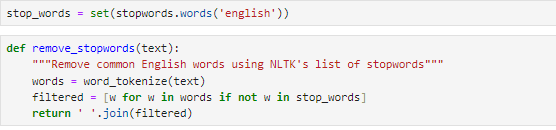 stop_words = set(stopwords.words('english'))
def remove_stopwords(text):
    """Remove common English words using NLTK's list of stopwords"""
    words = word_tokenize(text)
    filtered = [w for w in words if not w in stop_words]
    return ' '.join(filtered)